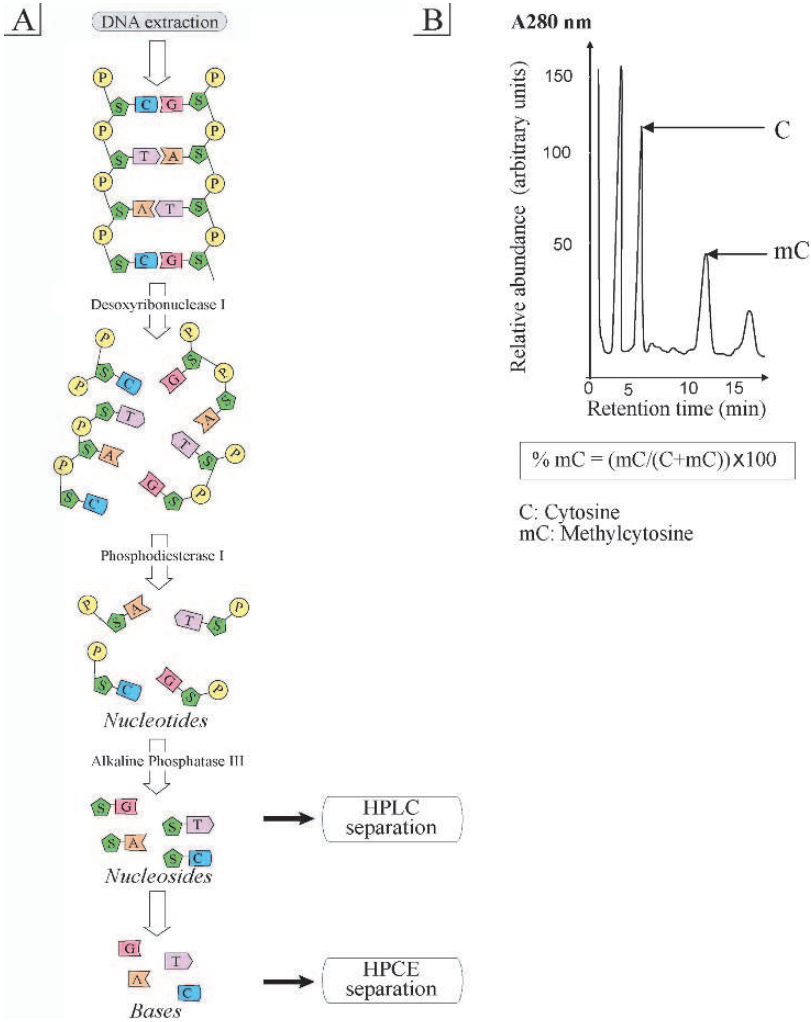 A
DNA extraction
P P
S C G S
P P
S T A S
P P
S A T S
P P
S C G S
Desoxyribonuclease I
P P
S S
P C G P
S T A S
P T
S A S P
P G P
S C S
Phosphodiesterase I
P S A T S P
P
S C G S P
Nucleotides
Alkaline Phosphatase III
S G
S T
S A
S C
Nucleosides
HPLC
separation
G
T
A
C
Bases
HPCE
separation
B
A280 nm
Relative abundance (arbitrary units)
150
100
50
C
mC
0 5 10 15
Retention time (min)
% mC = (mC/(C+mC))x100
C: Cytosine
mC: Methylcytosine